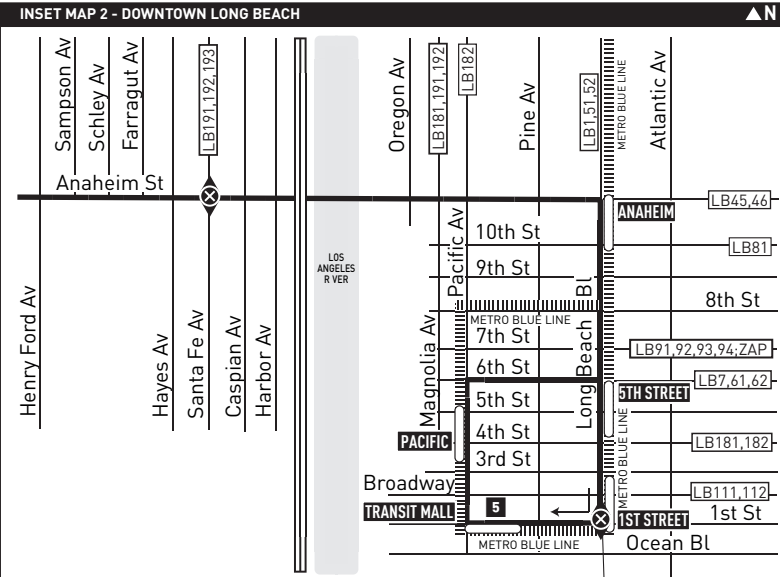 INSET MAP 2 - DOWNTOWN LONG BEACH
N
Sampson Av
Schley Av
Farragut Av
LB191,192,193
Oregon Av
LB181,191,192
LB182
Pine Av
LB1,51,52
METRO BLUE LINE
Atlantic Av
Anaheim St
ANAHEIM
LB45,46
Pacific Av
10th St
LB81
LOS
ANGELES
R VER
9th St
Long Beach Bl
8th St
METRO BLUE LINE
7th St
LB91,92,93,94;ZAP
Henry Ford Av
Hayes Av
Santa Fe Av
Caspian Av
Harbor Av
Magnolia Av
6th St
LB7,61,62
5TH STREET
5th St
PACIFIC
4th St
LB181,182
METRO BLUE LINE
3rd St
Broadway
LB111,112
TRANSIT MALL
5
1ST STREET
1st St
METRO BLUE LINE
Ocean Bl